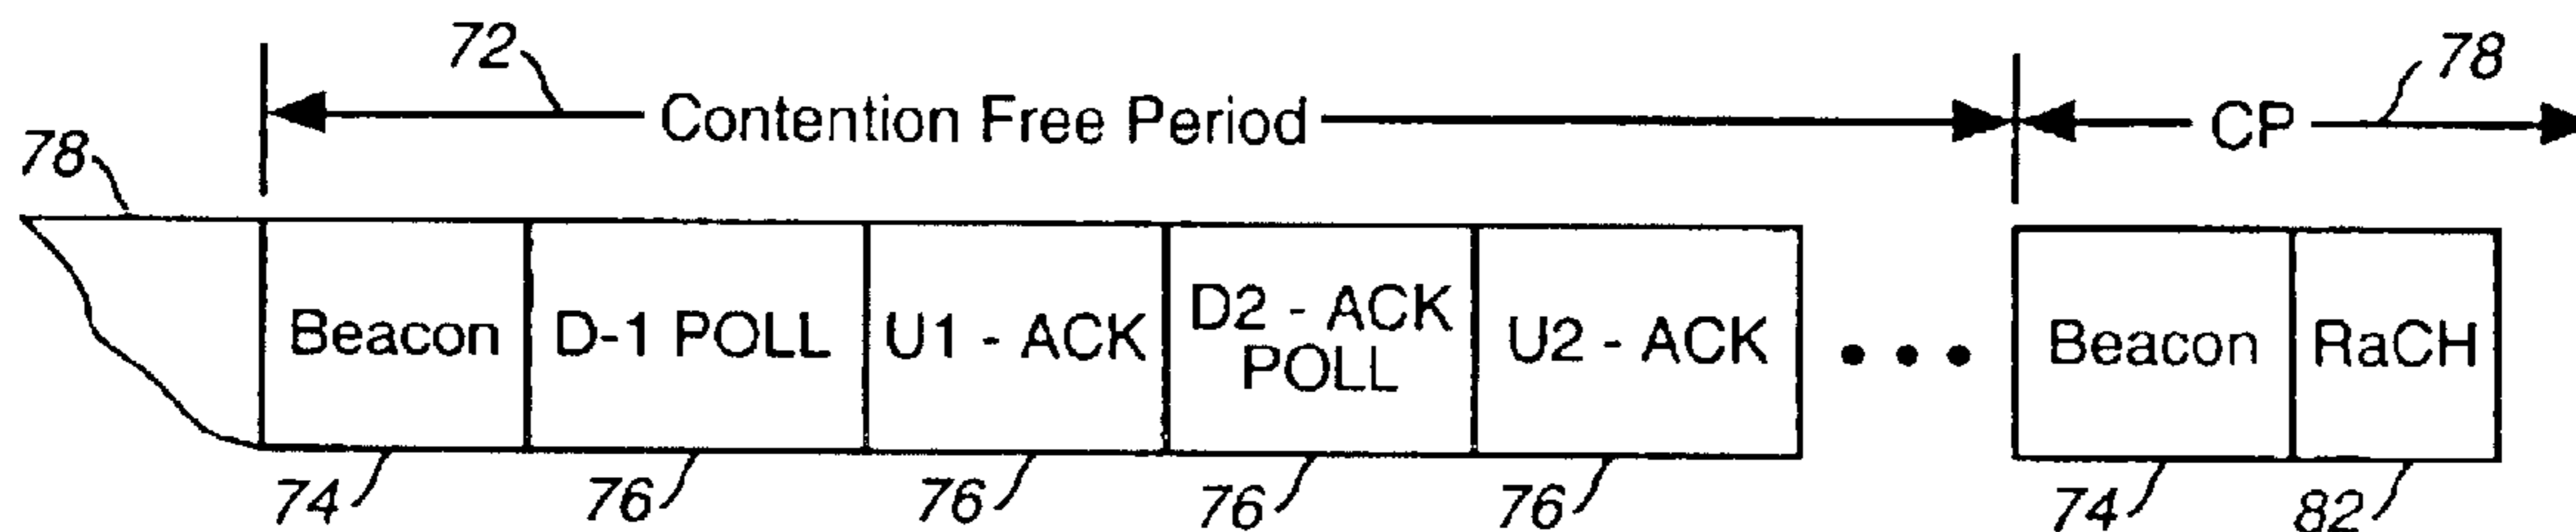 72
78
Contention Free Period
CP
78
Beacon
D-1 POLL
U1 - ACK
D2 - ACK
POLL
U2 - ACK
• • •
Beacon
RaCH
74
76
76
76
76
74
82